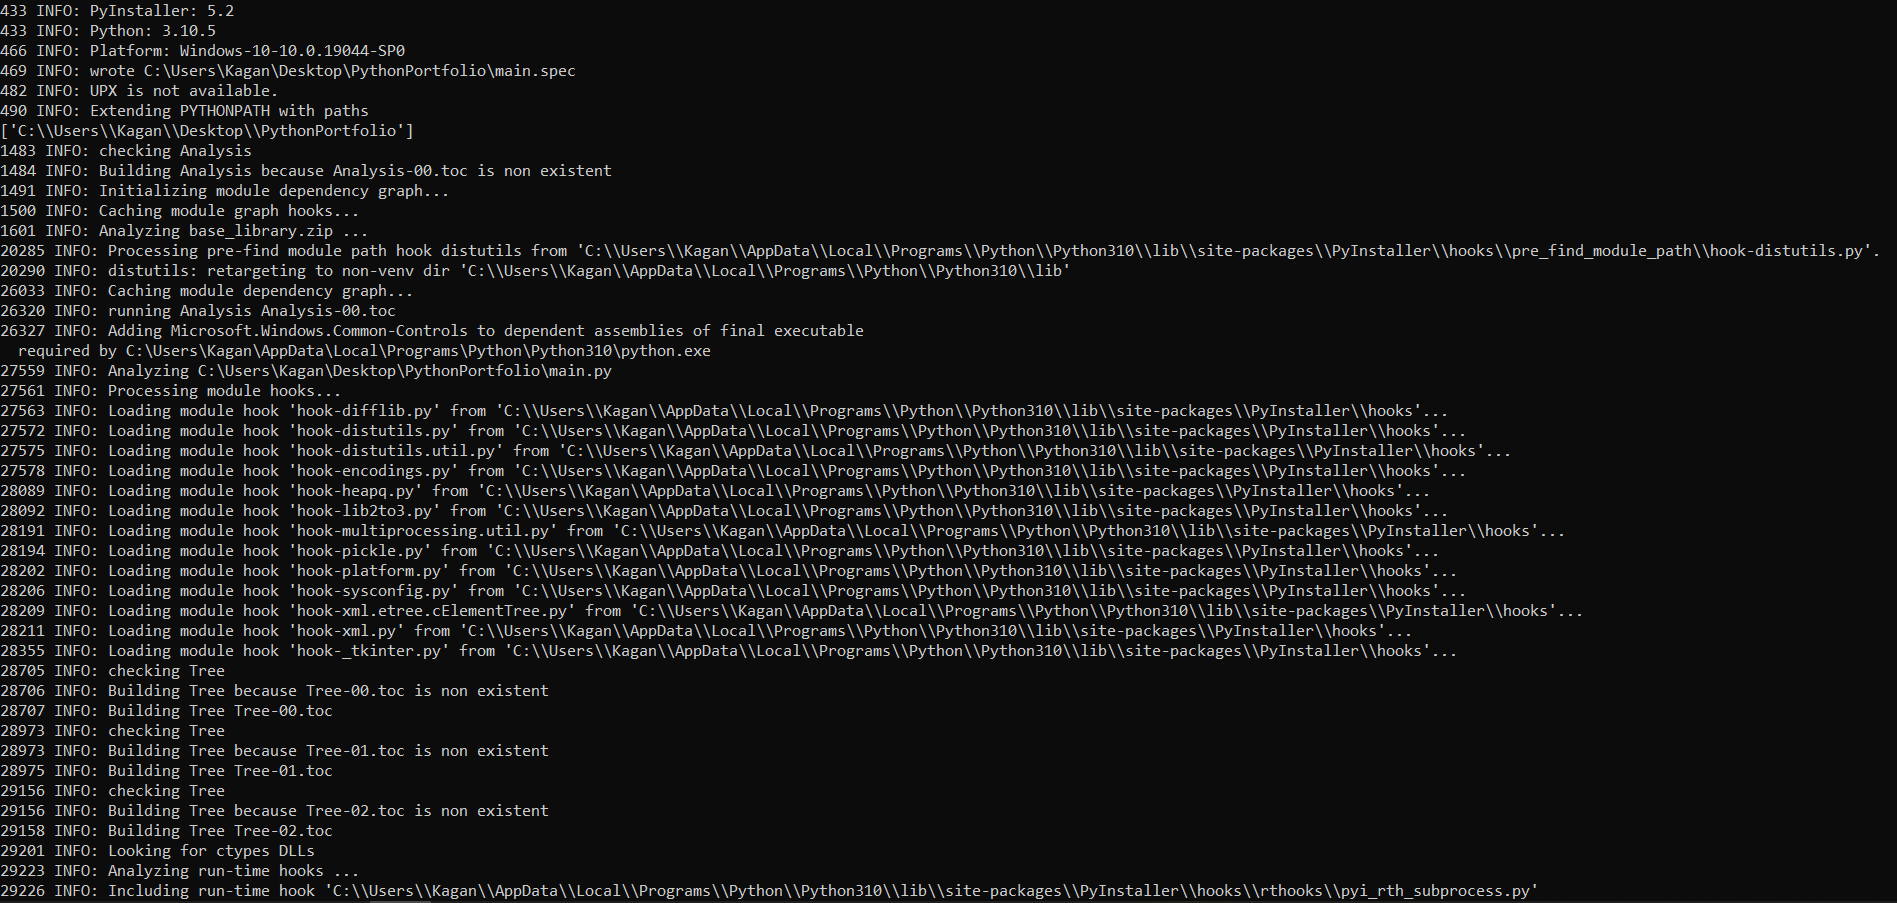 433 INFO: PyInstaller: 5.2
433 INFO: Python: 3.10.5
466 INFO: Platform: Windows-10-10.0.19044-SP0
469 INFO: wrote C:\Users\Kagan\Desktop\PythonPortfolio\main.spec
482 INFO: UPX is not available.
490 INFO: Extending PYTHONPATH with paths
['C:\\Users\\Kagan\\Desktop\\PythonPortfolio']
1483 INFO: checking Analysis
1484 INFO: Building Analysis because Analysis-00.toc is non existent
1491 INFO: Initializing module dependency graph...
1500 INFO: Caching module graph hooks...
1601 INFO: Analyzing base_library.zip ...
20285 INFO: Processing pre-find module path hook distutils from 'C:\\Users\\Kagan\\AppData\\Local\\Programs\\Python\\Python310\\lib\\site-packages\\PyInstaller\\hooks\\pre_find_module_path\\hook-distutils.py'.
20290 INFO: distutils: retargeting to non-venv dir 'C:\\Users\\Kagan\\AppData\\Local\\Programs\\Python\\Python310\\lib'
26033 INFO: Caching module dependency graph...
26320 INFO: running Analysis Analysis-00.toc
26327 INFO: Adding Microsoft.Windows.Common-Controls to dependent assemblies of final executable
  required by C:\Users\Kagan\AppData\Local\Programs\Python\Python310\python.exe
27559 INFO: Analyzing C:\Users\Kagan\Desktop\PythonPortfolio\main.py
27561 INFO: Processing module hooks...
27563 INFO: Loading module hook 'hook-difflib.py' from 'C:\\Users\\Kagan\\AppData\\Local\\Programs\\Python\\Python310\\lib\\site-packages\\PyInstaller\\hooks'...
27572 INFO: Loading module hook 'hook-distutils.py' from 'C:\\Users\\Kagan\\AppData\\Local\\Programs\\Python\\Python310\\lib\\site-packages\\PyInstaller\\hooks'...
27575 INFO: Loading module hook 'hook-distutils.util.py' from 'C:\\Users\\Kagan\\AppData\\Local\\Programs\\Python\\Python310\\lib\\site-packages\\PyInstaller\\hooks'...
27578 INFO: Loading module hook 'hook-encodings.py' from 'C:\\Users\\Kagan\\AppData\\Local\\Programs\\Python\\Python310\\lib\\site-packages\\PyInstaller\\hooks'...
28089 INFO: Loading module hook 'hook-heapq.py' from 'C:\\Users\\Kagan\\AppData\\Local\\Programs\\Python\\Python310\\lib\\site-packages\\PyInstaller\\hooks'...
28092 INFO: Loading module hook 'hook-lib2to3.py' from 'C:\\Users\\Kagan\\AppData\\Local\\Programs\\Python\\Python310\\lib\\site-packages\\PyInstaller\\hooks'...
28191 INFO: Loading module hook 'hook-multiprocessing.util.py' from 'C:\\Users\\Kagan\\AppData\\Local\\Programs\\Python\\Python310\\lib\\site-packages\\PyInstaller\\hooks'...
28194 INFO: Loading module hook 'hook-pickle.py' from 'C:\\Users\\Kagan\\AppData\\Local\\Programs\\Python\\Python310\\lib\\site-packages\\PyInstaller\\hooks'...
28202 INFO: Loading module hook 'hook-platform.py' from 'C:\\Users\\Kagan\\AppData\\Local\\Programs\\Python\\Python310\\lib\\site-packages\\PyInstaller\\hooks'...
28206 INFO: Loading module hook 'hook-sysconfig.py' from 'C:\\Users\\Kagan\\AppData\\Local\\Programs\\Python\\Python310\\lib\\site-packages\\PyInstaller\\hooks'...
28209 INFO: Loading module hook 'hook-xml.etree.cElementTree.py' from 'C:\\Users\\Kagan\\AppData\\Local\\Programs\\Python\\Python310\\lib\\site-packages\\PyInstaller\\hooks'...
28211 INFO: Loading module hook 'hook-xml.py' from 'C:\\Users\\Kagan\\AppData\\Local\\Programs\\Python\\Python310\\lib\\site-packages\\PyInstaller\\hooks'...
28355 INFO: Loading module hook 'hook-_tkinter.py' from 'C:\\Users\\Kagan\\AppData\\Local\\Programs\\Python\\Python310\\lib\\site-packages\\PyInstaller\\hooks'...
28705 INFO: checking Tree
28706 INFO: Building Tree because Tree-00.toc is non existent
28707 INFO: Building Tree Tree-00.toc
28973 INFO: checking Tree
28973 INFO: Building Tree because Tree-01.toc is non existent
28975 INFO: Building Tree Tree-01.toc
29156 INFO: checking Tree
29156 INFO: Building Tree because Tree-02.toc is non existent
29158 INFO: Building Tree Tree-02.toc
29201 INFO: Looking for ctypes DLLs
29223 INFO: Analyzing run-time hooks ...
29226 INFO: Including run-time hook 'C:\\Users\\Kagan\\AppData\\Local\\Programs\\Python\\Python310\\lib\\site-packages\\PyInstaller\\hooks\\rthooks\\pyi_rth_subprocess.py'